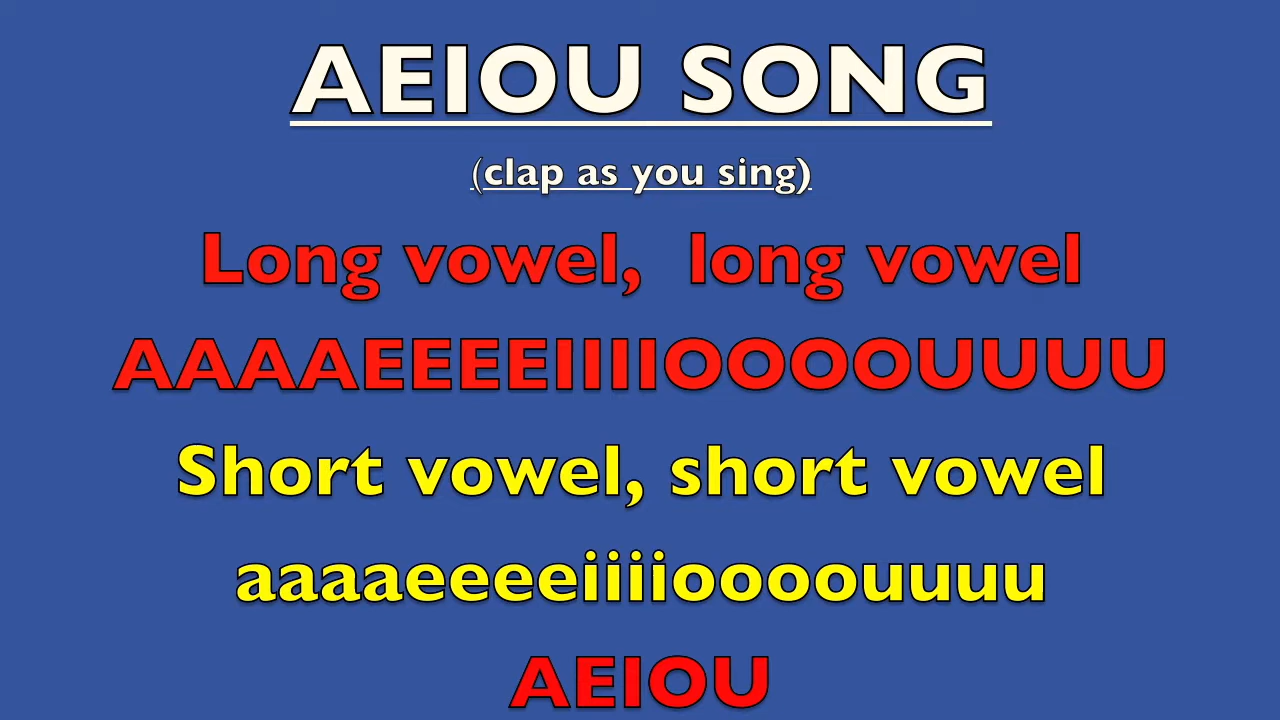 AEIOU SONG
(clap as you sing)
Long vowel, long vowel
AAAAEEEEIIIIOOOOUUUU
Short vowel, short vowel
aaaaeeeeiiiioooouuuu
AEIOU